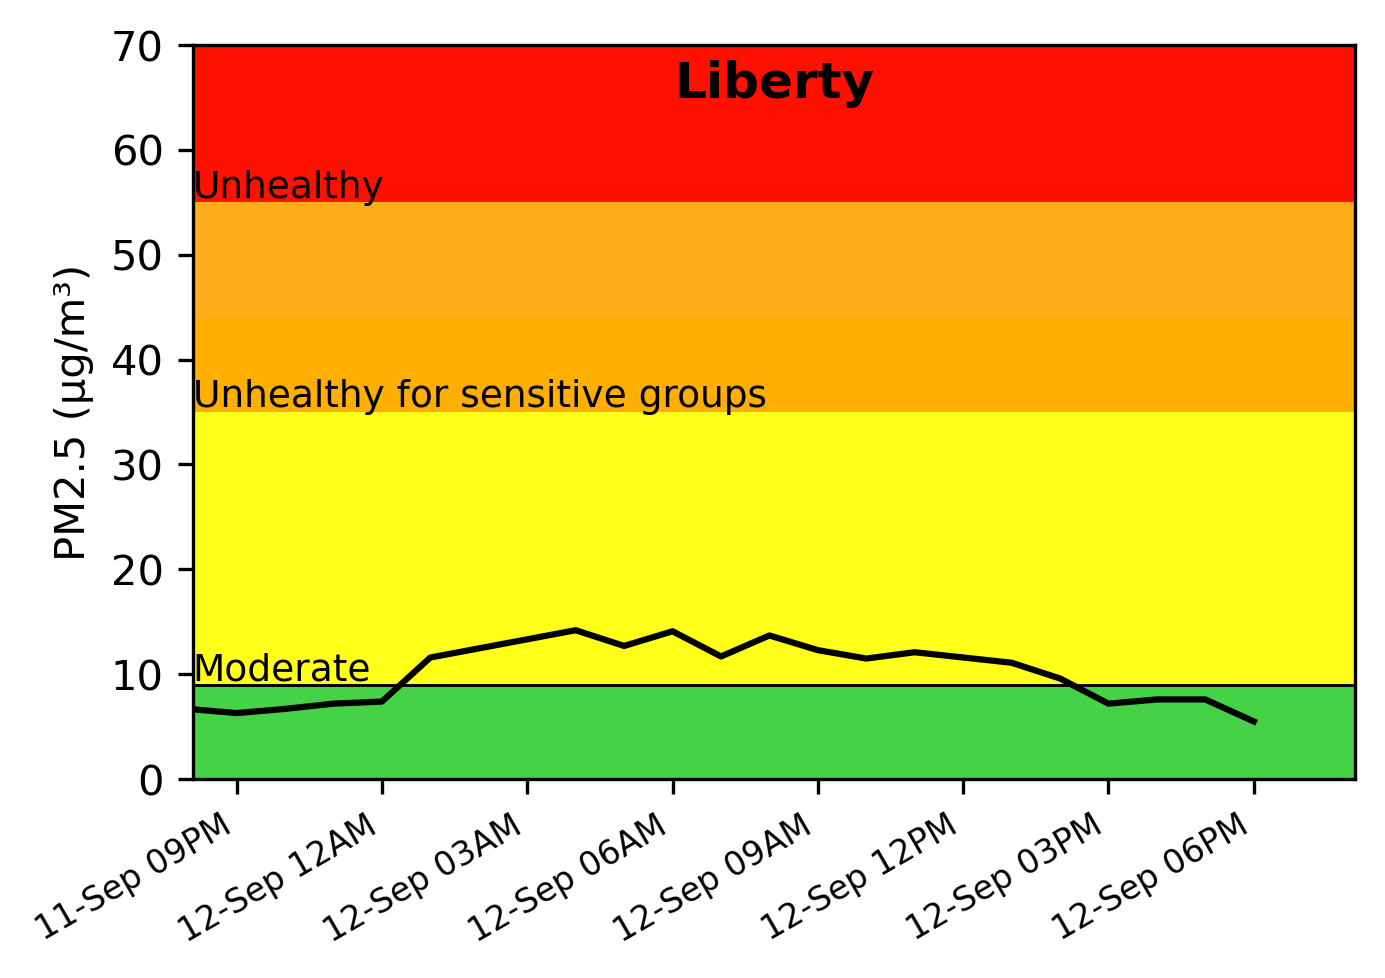 Liberty
70
60
Unhealthy
50
40
Unhealthy for sensitive groups
30
20
Moderate
10
0
PM2.5 (µg/m³)
11-Sep 09PM
12-Sep 12AM
12-Sep 03AM
12-Sep 06AM
12-Sep 09AM
12-Sep 12PM
12-Sep 03PM
12-Sep 06PM